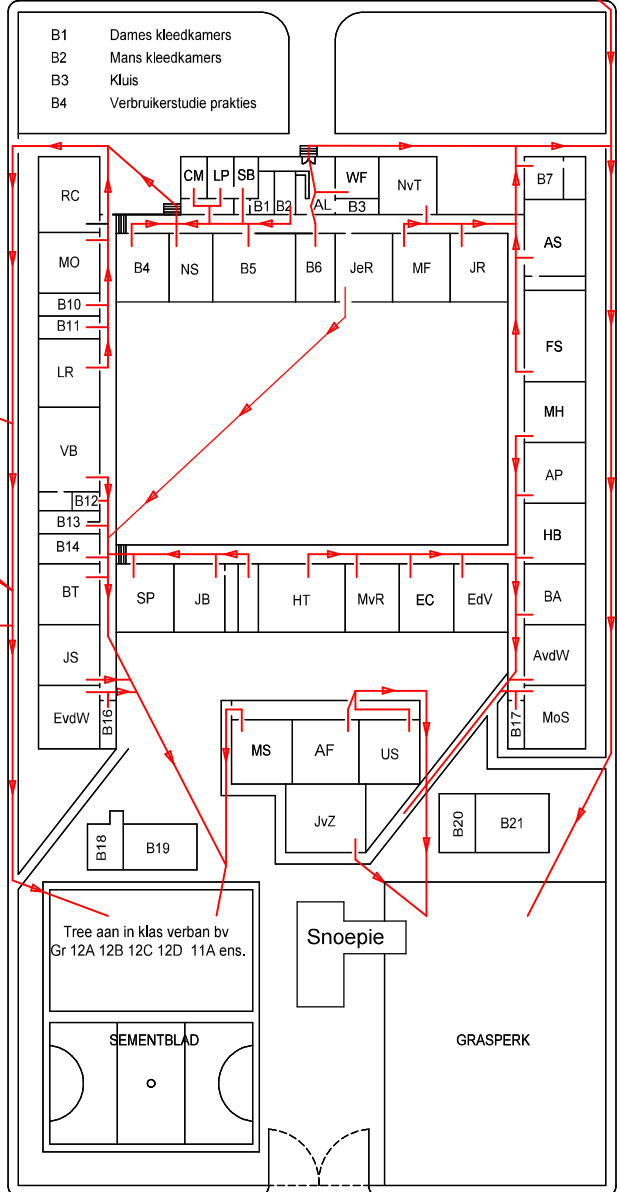 B1 Dames kleedkamers
B2 Mans kleedkamers
B3 Kluis
B4 Verbruikerstudie prakties
CM LP SB WF
RC B1 B2 AL B3 NvT B7
MO B4 NS B5 B6 JeR MF JR AS
B10
B11
LR FS
MH
VB AP
B12
B13 HB
B14
BT SP JB HT MvR EC EdV BA
JS AvdW
EvdW B16 B17 MoS
MS AF US
JvZ
B18 B19 B20 B21
Tree aan in klas verban bv
Gr 12A 12B 12C 12D 11A ens.
Snoepie
SEMENTBLAD GRASPERK